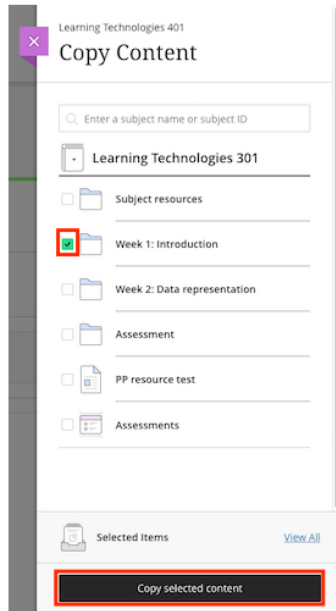 Learning Technologies 401
Copy Content
Enter a subject name or subject ID
Learning Technologies 301
Subject resources
Week 1: Introduction
Week 2: Data representation
Assessment
PP resource test
Assessments
Selected Items View All
Copy selected content